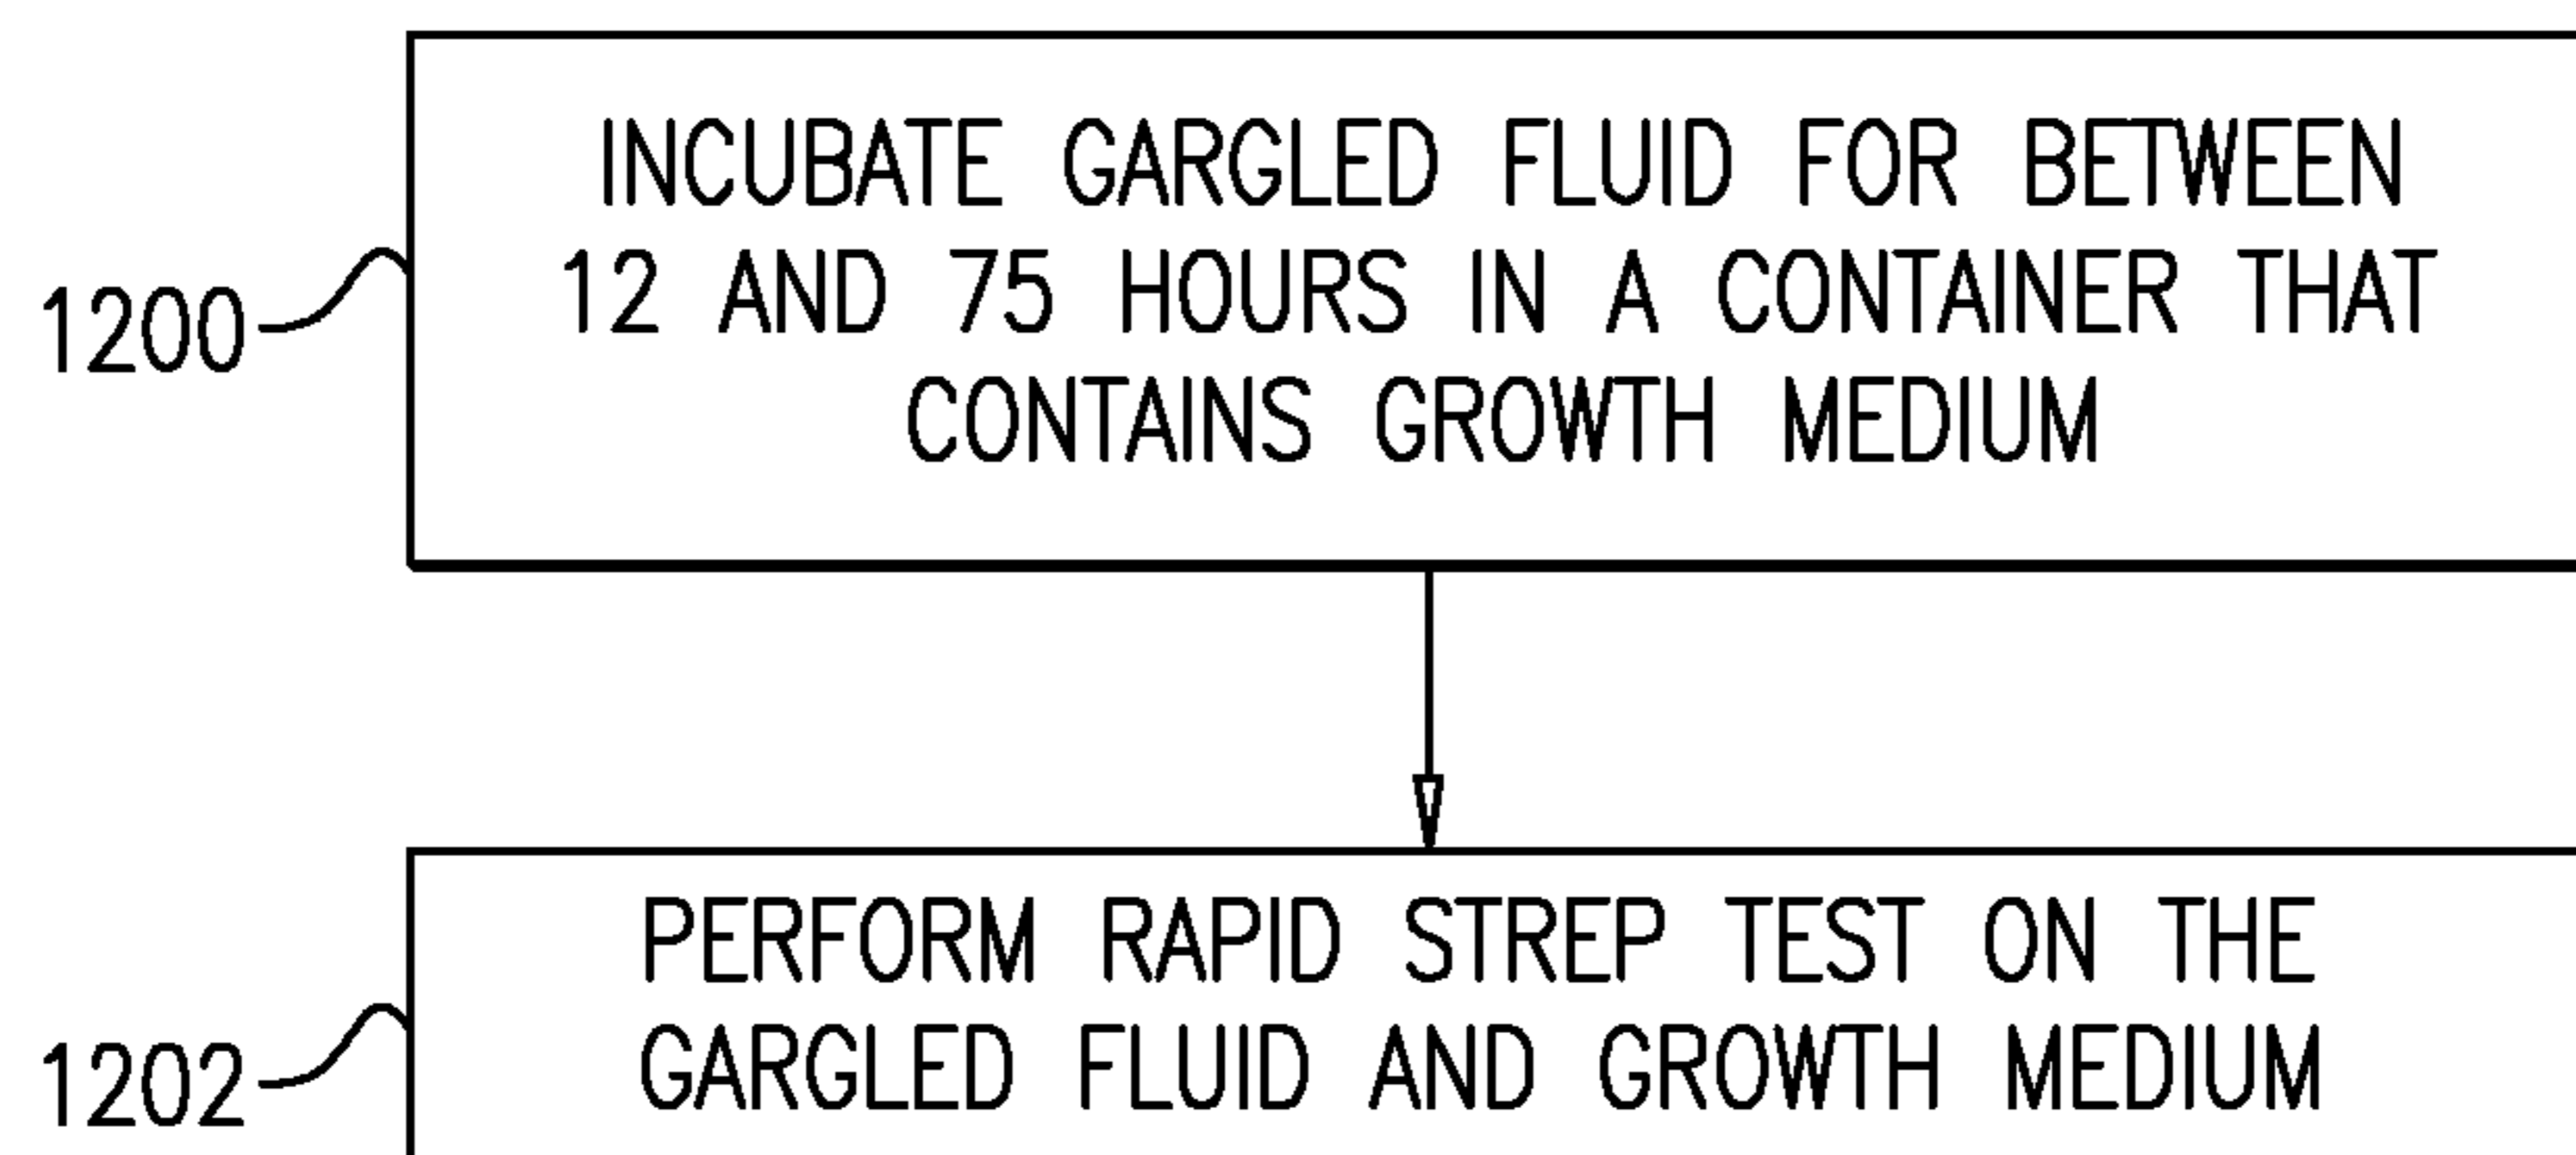 INCUBATE GARGLED FLUID FOR BETWEEN
12 AND 75 HOURS IN A CONTAINER THAT
CONTAINS GROWTH MEDIUM
1200
PERFORM RAPID STREP TEST ON THE
GARGLED FLUID AND GROWTH MEDIUM
1202